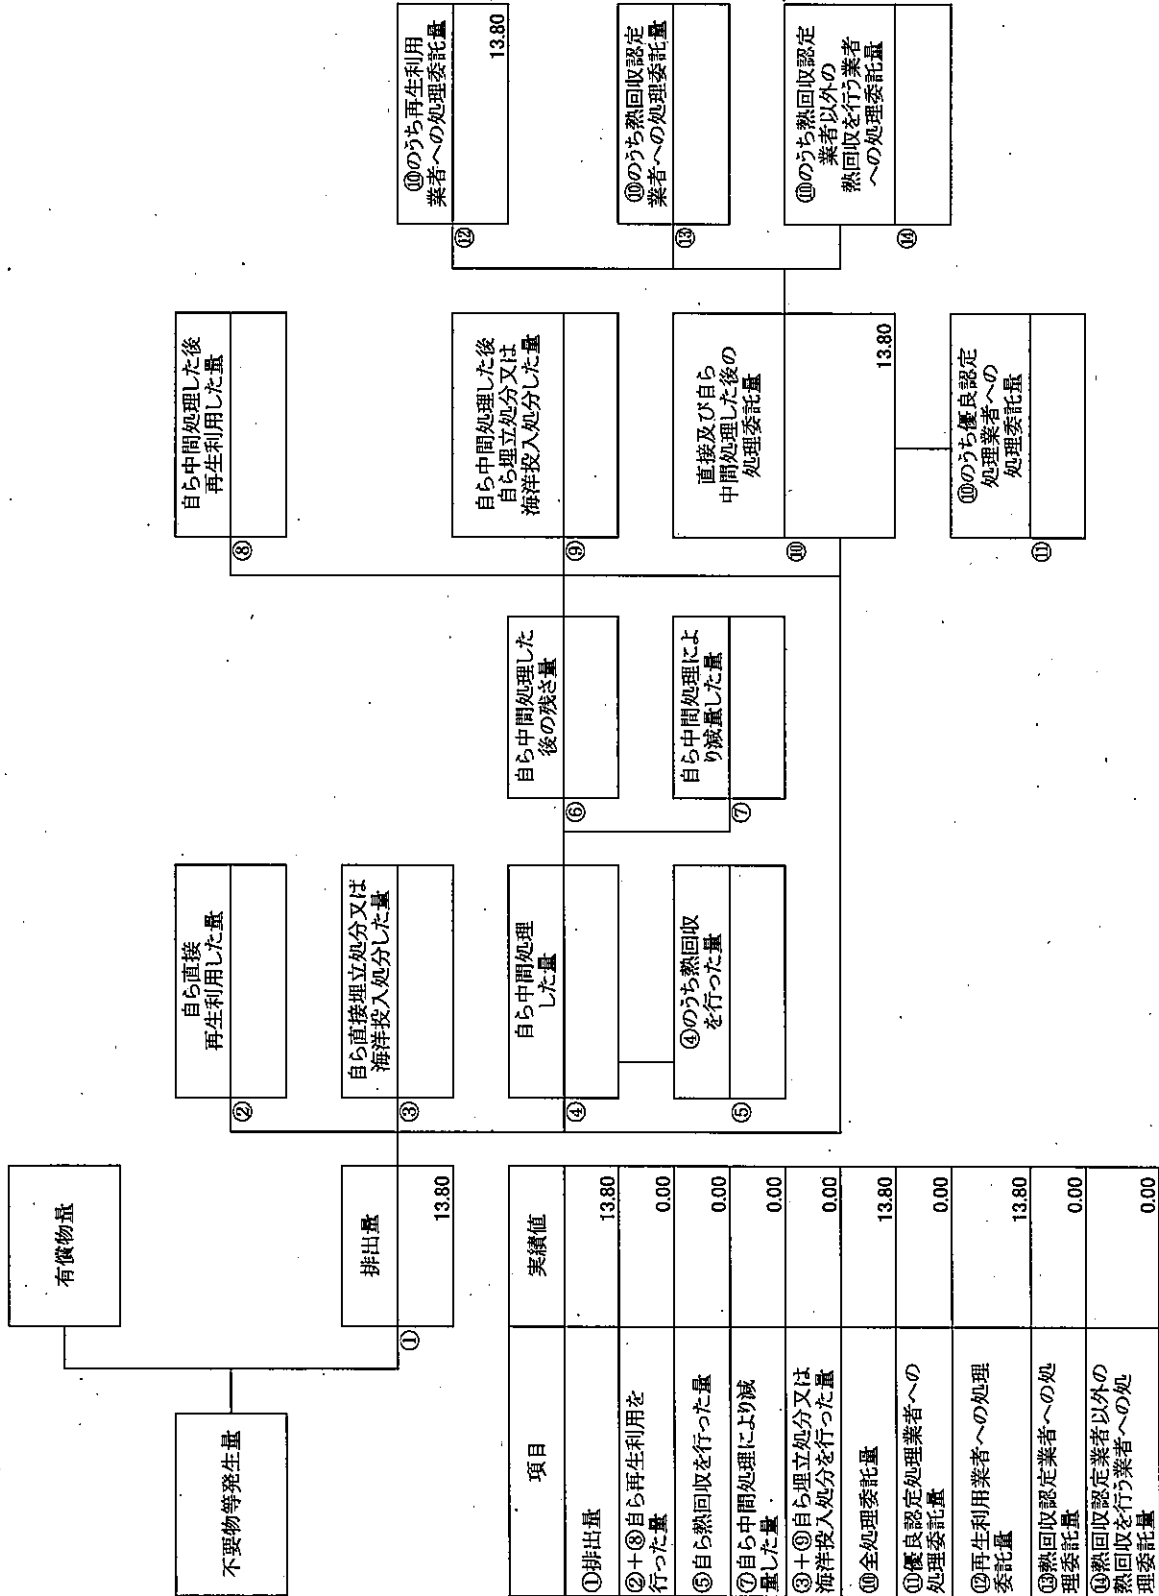 不要物等発生量
有償物量
排出量
①
13.80
自ら直接
再生利用した量
②
自ら直接埋立処分又は
海洋投入処分した量
③
自ら中間処理
した量
④
④のうち熱回収
を行った量
⑤
自ら中間処理した
後の残さ量
⑥
自ら中間処理によ
り減量した量
⑦
自ら中間処理した後
再生利用した量
⑧
自ら中間処理した後
自ら埋立処分又は
海洋投入処分した量
⑨
直接及び自ら
中間処理した後の
処理委託量
⑩
13.80
⑩のうち優良認定
処理業者への
処理委託量
⑪
⑩のうち再生利用
業者への処理委託量
⑫
13.80
⑩のうち熱回収認定
業者への処理委託量
⑬
⑩のうち熱回収認定
業者以外の
熱回収を行う業者
への処理委託量
⑭
項目 実績値
①排出量 13.80
②+⑧自ら再生利用を
行った量 0.00
⑤自ら熱回収を行った量 0.00
⑦自ら中間処理により減
量した量 0.00
③+⑨自ら埋立処分又は
海洋投入処分を行った量 0.00
⑩全処理委託量 13.80
⑪優良認定処理業者への
処理委託量 0.00
⑫再生利用業者への処理
委託量 13.80
⑬熱回収認定業者への処
理委託量 0.00
⑭熱回収認定業者以外の
熱回収を行う業者への処
理委託量 0.00